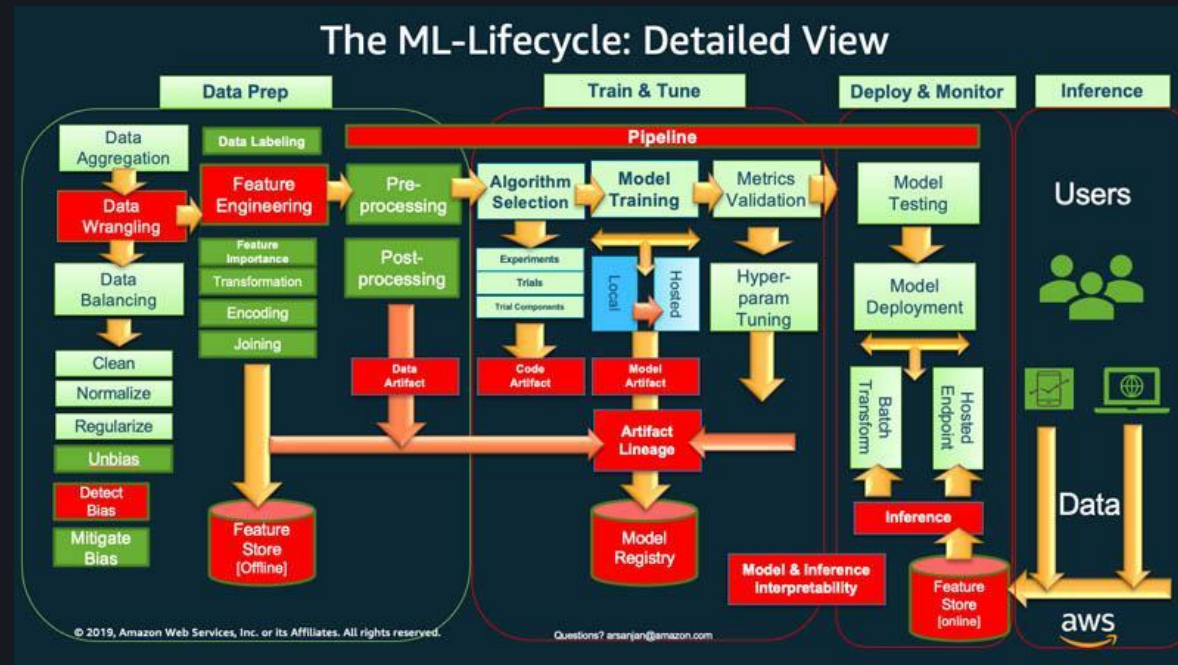 The ML-Lifecycle: Detailed View
Data Prep
Train & Tune
Deploy & Monitor
Inference
Pipeline
Data
Aggregation
Data
Wrangling
Data
Balancing
Clean
Normalize
Regularize
Unbias
Detect
Bias
Mitigate
Bias
Data Labeling
Feature
Engineering
Feature
Importance
Transformation
Encoding
Joining
Feature
Store
[Offline]
Pre-
processing
Post-
processing
Data
Artifact
Algorithm
Selection
Experiments
Trials
Trial Components
Code
Artifact
Model
Training
Local
Hosted
Model
Artifact
Artifact
Lineage
Model
Registry
Metrics
Validation
Hyper-
param
Tuning
Model & Inference
Interpretability
Model
Testing
Model
Deployment
Batch
Transform
Hosted
Endpoint
Inference
Feature
Store
[online]
Users
Data
aws
© 2019, Amazon Web Services, Inc. or its Affiliates. All rights reserved.
Questions? arsanjan@amazon.com